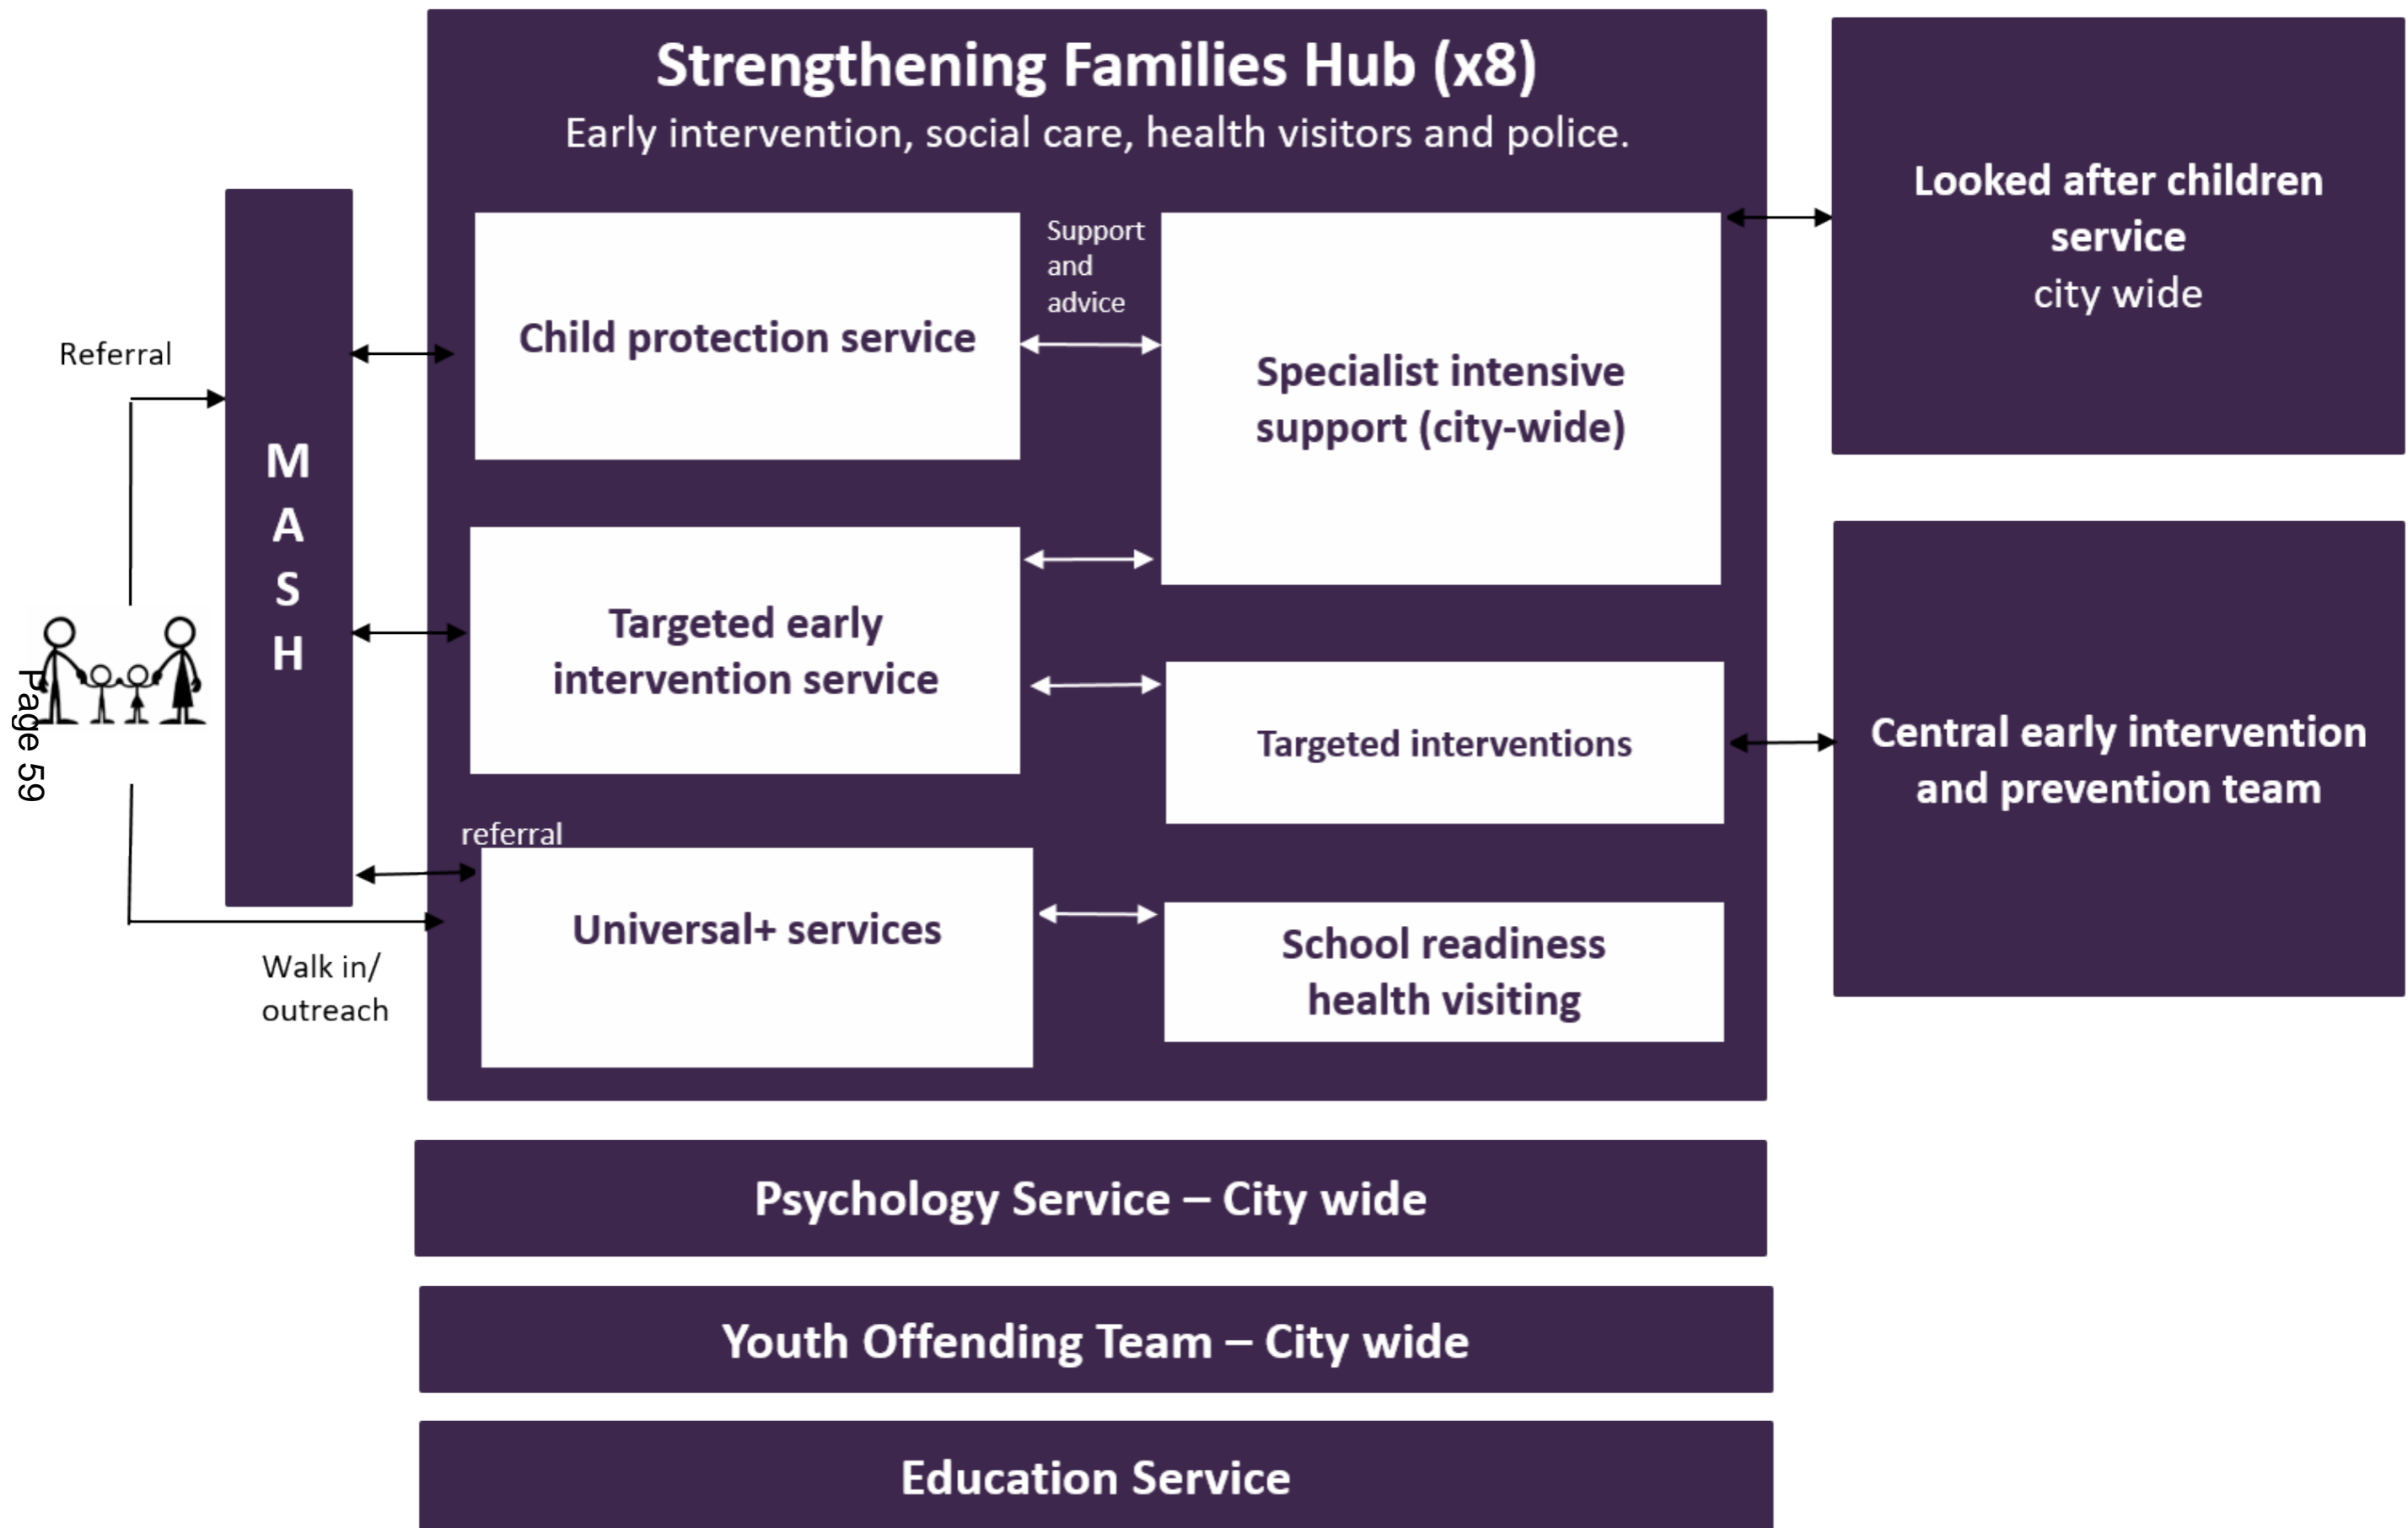 Strengthening Families Hub (x8)
Early intervention, social care, health visitors and police.
Looked after children
service
city wide
Support
and
advice
Child protection service
Specialist intensive
support (city-wide)
Referral
M
A
S
H
Page 59
Targeted early
intervention service
Targeted interventions
Central early intervention
and prevention team
referral
Universal+ services
School readiness
health visiting
Walk in/
outreach
Psychology Service – City wide
Youth Offending Team – City wide
Education Service